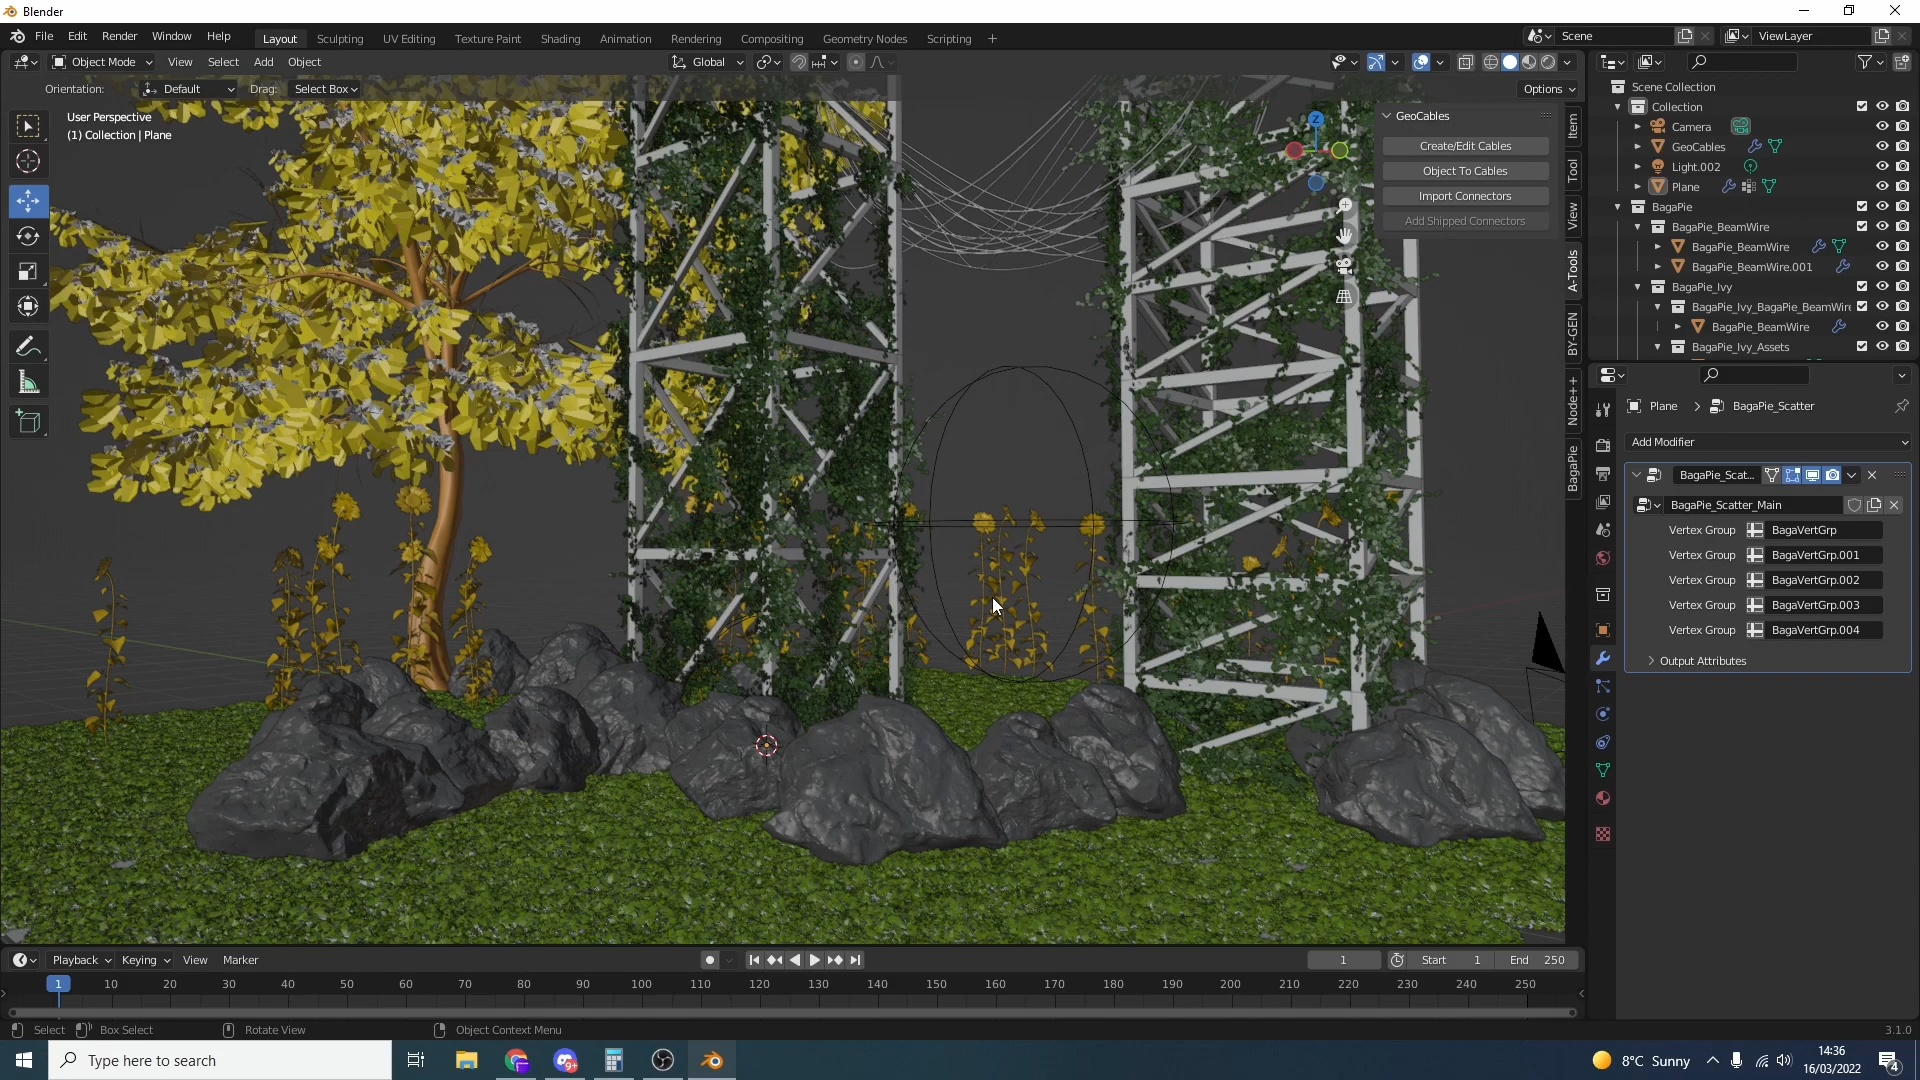 Blender
File Edit Render Window Help
Layout Sculpting UV Editing Texture Paint Shading Animation Rendering Compositing Geometry Nodes Scripting
Scene
ViewLayer
Object Mode View Select Add Object
Global
Orientation: Default Drag: Select Box
Options
User Perspective
(1) Collection | Plane
Z
GeoCables
Create/Edit Cables
Object To Cables
Import Connectors
Add Shipped Connectors
Item
Tool
View
A-Tools
BY-GEN
Node++
BagaPie
Scene Collection
Collection
Camera
GeoCables
Light.002
Plane
BagaPie
BagaPie_BeamWire
BagaPie_BeamWire
BagaPie_BeamWire.001
BagaPie_Ivy
BagaPie_Ivy_BagaPie_BeamWire
BagaPie_BeamWire
BagaPie_Ivy_Assets
Plane > BagaPie_Scatter
Add Modifier
BagaPie_Scat...
BagaPie_Scatter_Main
Vertex Group BagaVertGrp
Vertex Group BagaVertGrp.001
Vertex Group BagaVertGrp.002
Vertex Group BagaVertGrp.003
Vertex Group BagaVertGrp.004
Output Attributes
Playback Keying View Marker
1 Start 1 End 250
1 10 20 30 40 50 60 70 80 90 100 110 120 130 140 150 160 170 180 190 200 210 220 230 240 250
Select Box Select Rotate View Object Context Menu
3.1.0
Type here to search
9+
8°C Sunny
14:36
16/03/2022
4